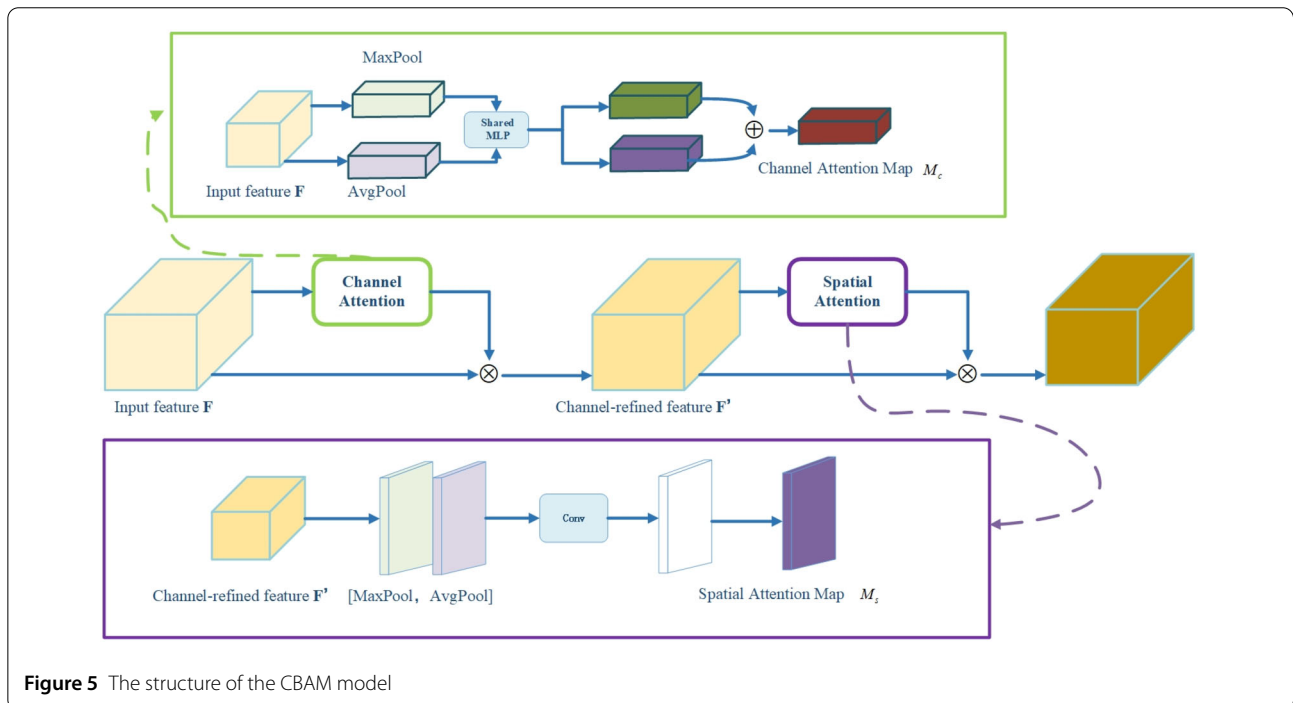 MaxPool
Shared
MLP
Input feature F
AvgPool
Channel Attention Map M_c
Channel
Attention
Spatial
Attention
Input feature F
Channel-refined feature F’
Conv
Channel-refined feature F’
[MaxPool，AvgPool]
Spatial Attention Map M_s
Figure 5 The structure of the CBAM model